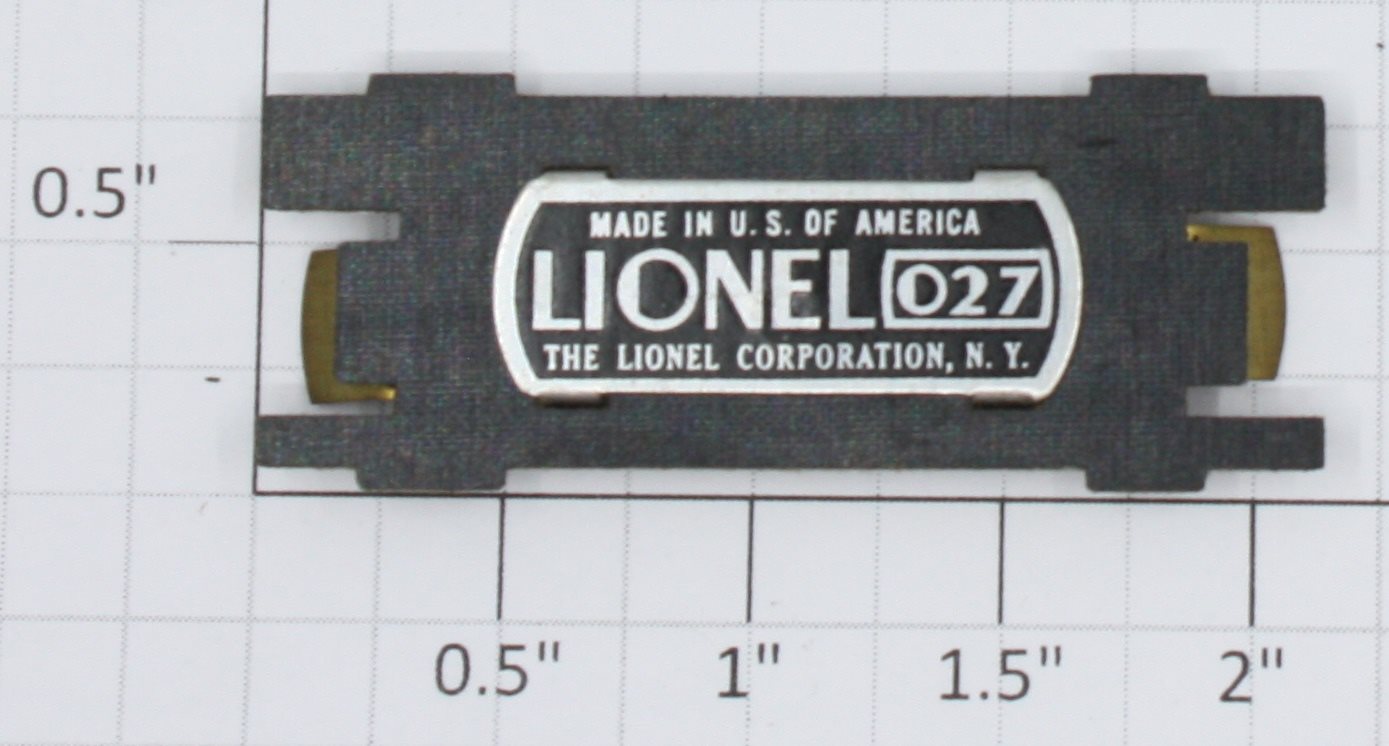 0.5"
MADE IN U.S. OF AMERICA
LIONEL 027
THE LIONEL CORPORATION, N. Y.
0.5" 1" 1.5" 2"